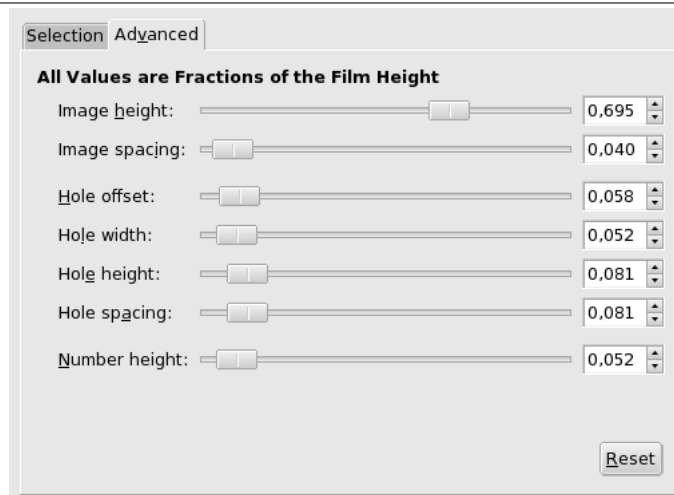 Selection Advanced
All Values are Fractions of the Film Height
Image height: 0,695
Image spacing: 0,040
Hole offset: 0,058
Hole width: 0,052
Hole height: 0,081
Hole spacing: 0,081
Number height: 0,052
Reset